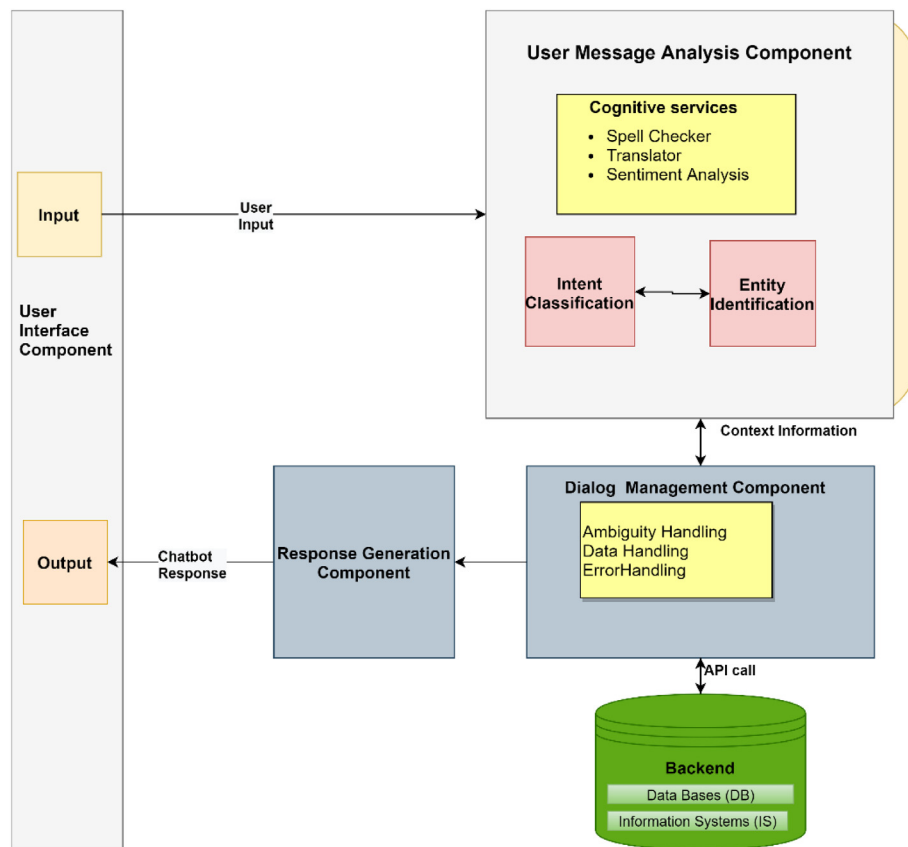 User Message Analysis Component
Cognitive services
• Spell Checker
• Translator
• Sentiment Analysis
Input
User
Input
Intent
Classification
Entity
Identification
User
Interface
Component
Context Information
Dialog Management Component
Ambiguity Handling
Data Handling
ErrorHandling
Response Generation
Component
Chatbot
Response
Output
API call
Backend
Data Bases (DB)
Information Systems (IS)